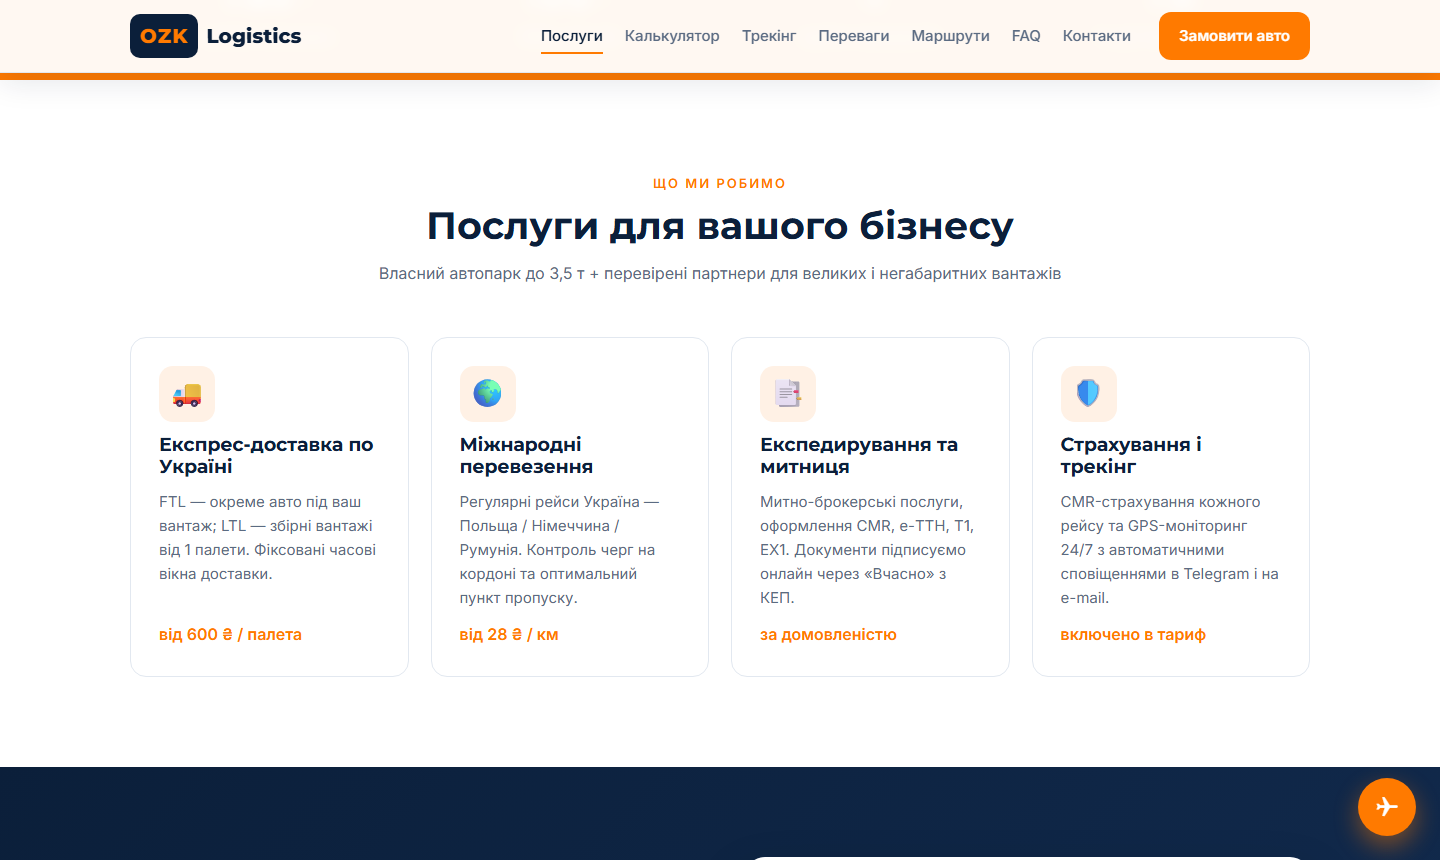 OZK Logistics
Послуги
Калькулятор
Трекінг
Переваги
Маршрути
FAQ
Контакти
Замовити авто
ЩО МИ РОБИМО
Послуги для вашого бізнесу
Власний автопарк до 3,5 т + перевірені партнери для великих і негабаритних вантажів
Експрес-доставка по
Україні
FTL — окреме авто під ваш
вантаж; LTL — збірні вантажі
від 1 палети. Фіксовані часові
вікна доставки.
від 600 ₴ / палета
Міжнародні
перевезення
Регулярні рейси Україна —
Польща / Німеччина /
Румунія. Контроль черг на
кордоні та оптимальний
пункт пропуску.
від 28 ₴ / км
Експедирування та
митниця
Митно-брокерські послуги,
оформлення CMR, е-ТТН, T1,
EX1. Документи підписуємо
онлайн через «Вчасно» з
КЕП.
за домовленістю
Страхування і
трекінг
CMR-страхування кожного
рейсу та GPS-моніторинг
24/7 з автоматичними
сповіщеннями в Telegram і на
e-mail.
включено в тариф